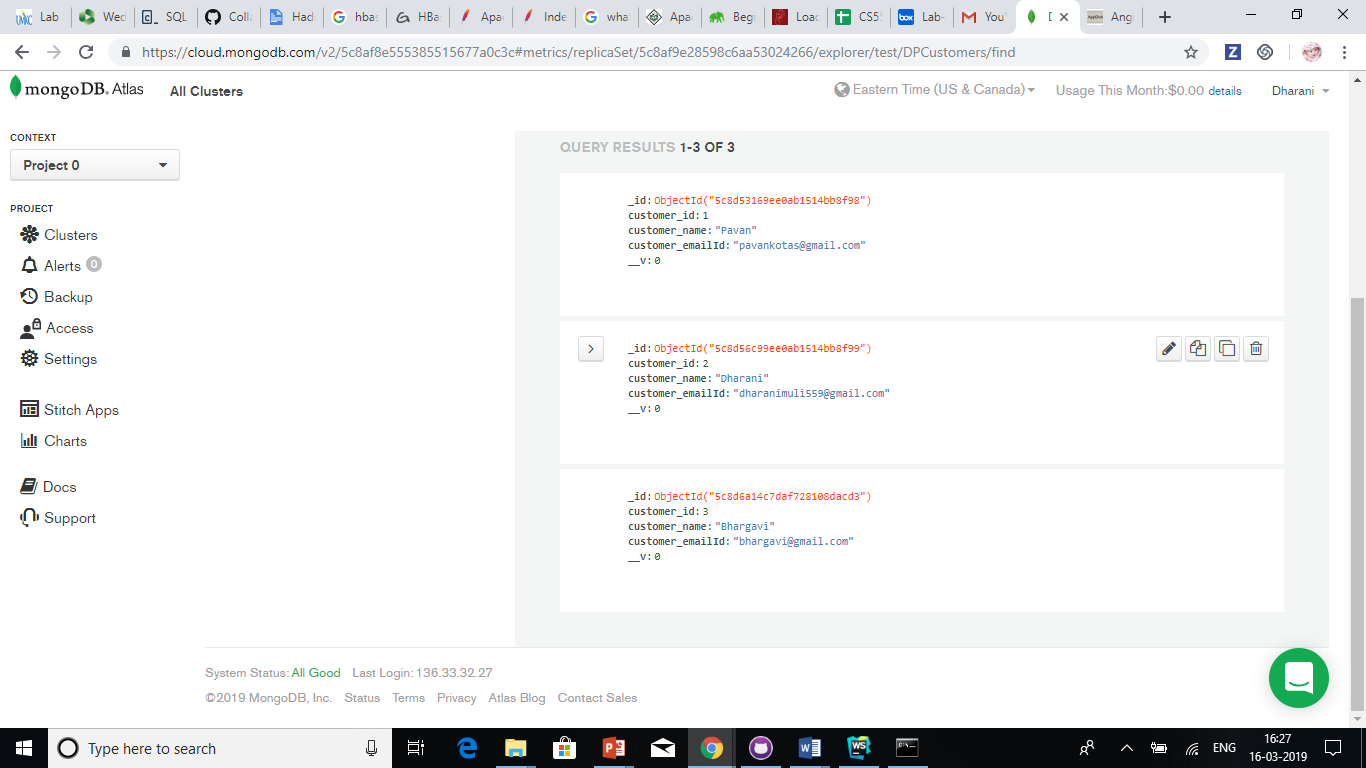 Lab
Wed
SQL
Coll
Had
hba
HBa
Apa
Inde
wha
Apa
Beg
Load
CS5
box Lab-
You
Ang
https://cloud.mongodb.com/v2/5c8af8e555385515677a0c3c#metrics/replicaSet/5c8af9e28598c6aa53024266/explorer/test/DPCustomers/find
mongoDB. Atlas All Clusters Eastern Time (US & Canada) Usage This Month:$0.00 details Dharani
CONTEXT
Project 0
PROJECT
Clusters
Alerts 0
Backup
Access
Settings
Stitch Apps
Charts
Docs
Support
QUERY RESULTS 1-3 OF 3
_id:ObjectId("5c8d53169ee0ab1514bb8f98")
customer_id:1
customer_name:"Pavan"
customer_emailId:"pavankotas@gmail.com"
__v:0
_id:ObjectId("5c8d56c99ee0ab1514bb8f99")
customer_id:2
customer_name:"Dharani"
customer_emailId:"dharanimuli559@gmail.com"
__v:0
_id:ObjectId("5c8d6a14c7daf728108dacd3")
customer_id:3
customer_name:"Bhargavi"
customer_emailId:"bhargavi@gmail.com"
__v:0
System Status: All Good Last Login: 136.33.32.27
©2019 MongoDB, Inc. Status Terms Privacy Atlas Blog Contact Sales
Type here to search
ENG
16:27
16-03-2019